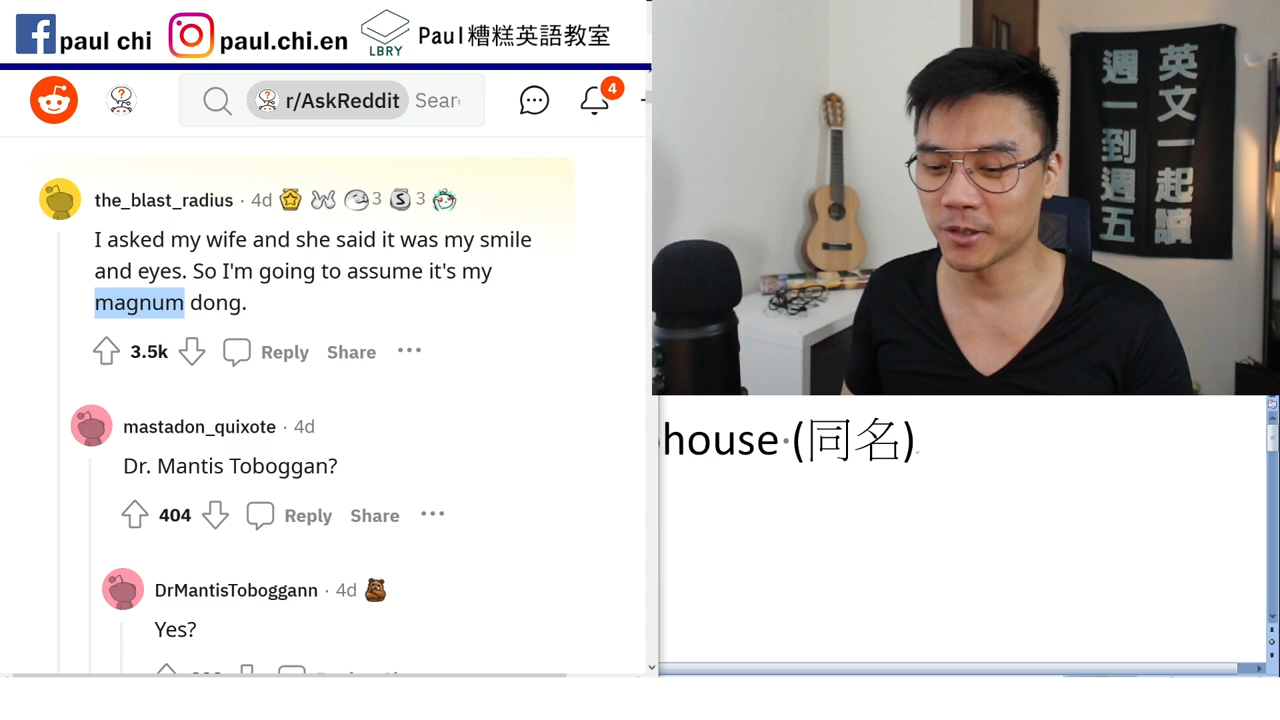 paul chi
paul.chi.en
LBRY
Paul糟糕英語教室
r/AskReddit
Sear
4
the_blast_radius · 4d 3 S 3
I asked my wife and she said it was my smile
and eyes. So I'm going to assume it's my
magnum dong.
3.5k Reply Share ...
mastadon_quixote · 4d
Dr. Mantis Toboggan?
404 Reply Share ...
DrMantisToboggann · 4d
Yes?
英文一起讀
週一到週五
house (同名)